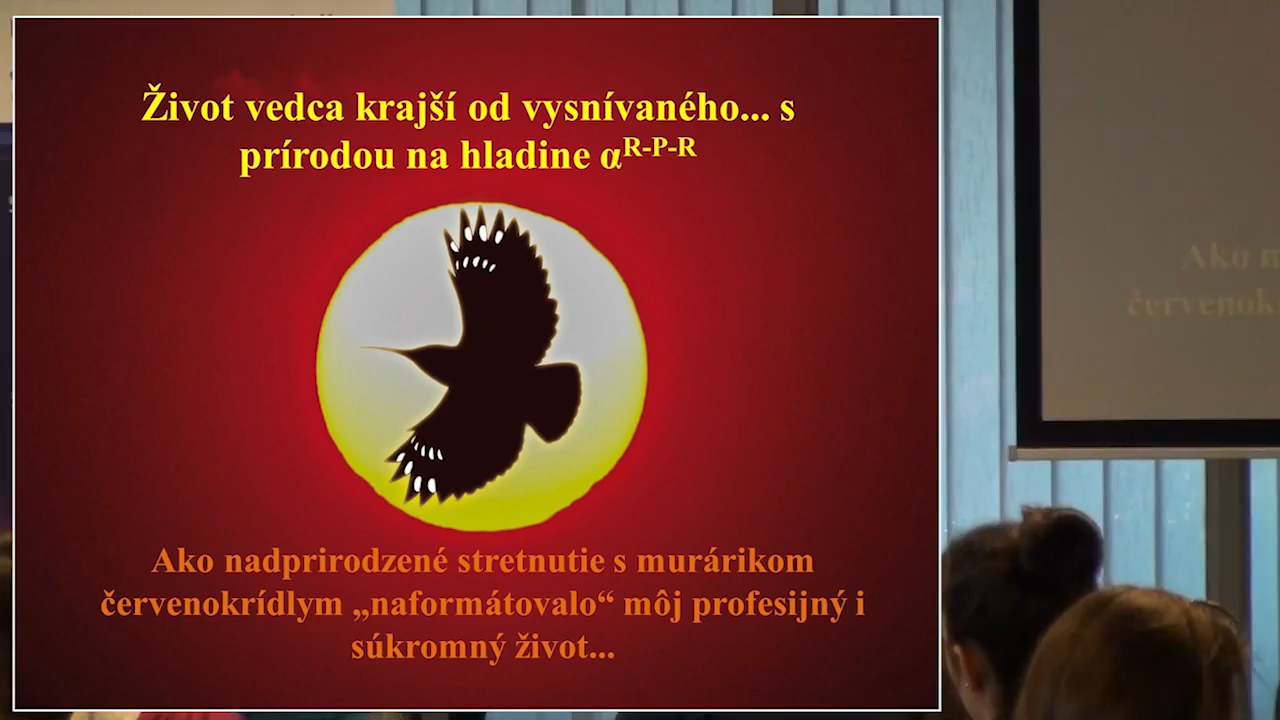 Život vedca krajší od vysnívaného... s
prírodou na hladine αᴿ⁻ᴾ⁻ᴿ
Ako nadprirodzené stretnutie s murárikom
červenokrídlym „naformátovalo“ môj profesijný i
súkromný život...
Ako